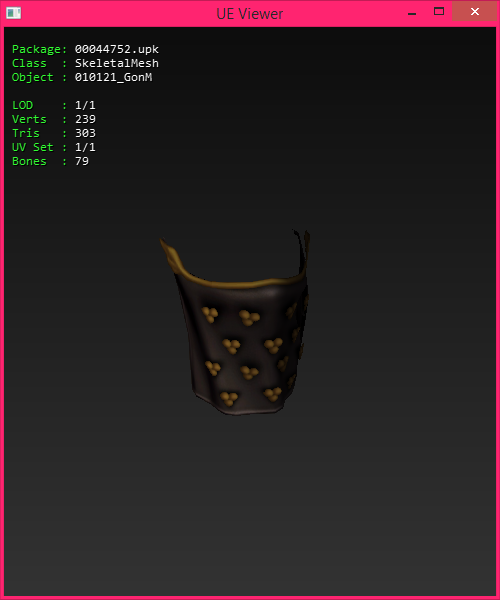 UE Viewer
Package: 00044752.upk
Class  : SkeletalMesh
Object : 010121_GonM
LOD    : 1/1
Verts  : 239
Tris   : 303
UV Set : 1/1
Bones  : 79